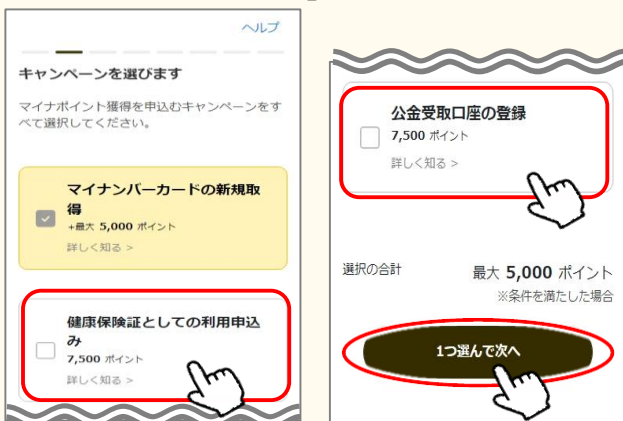 ヘルプ
キャンペーンを選びます
マイナポイント獲得を申込むキャンペーンをす
べて選択してください。
マイナンバーカードの新規取
得
+最大 5,000 ポイント
詳しく知る >
健康保険証としての利用申込
み
7,500 ポイント
詳しく知る >
公金受取口座の登録
7,500 ポイント
詳しく知る >
選択の合計
最大 5,000 ポイント
※条件を満たした場合
1つ選んで次へ